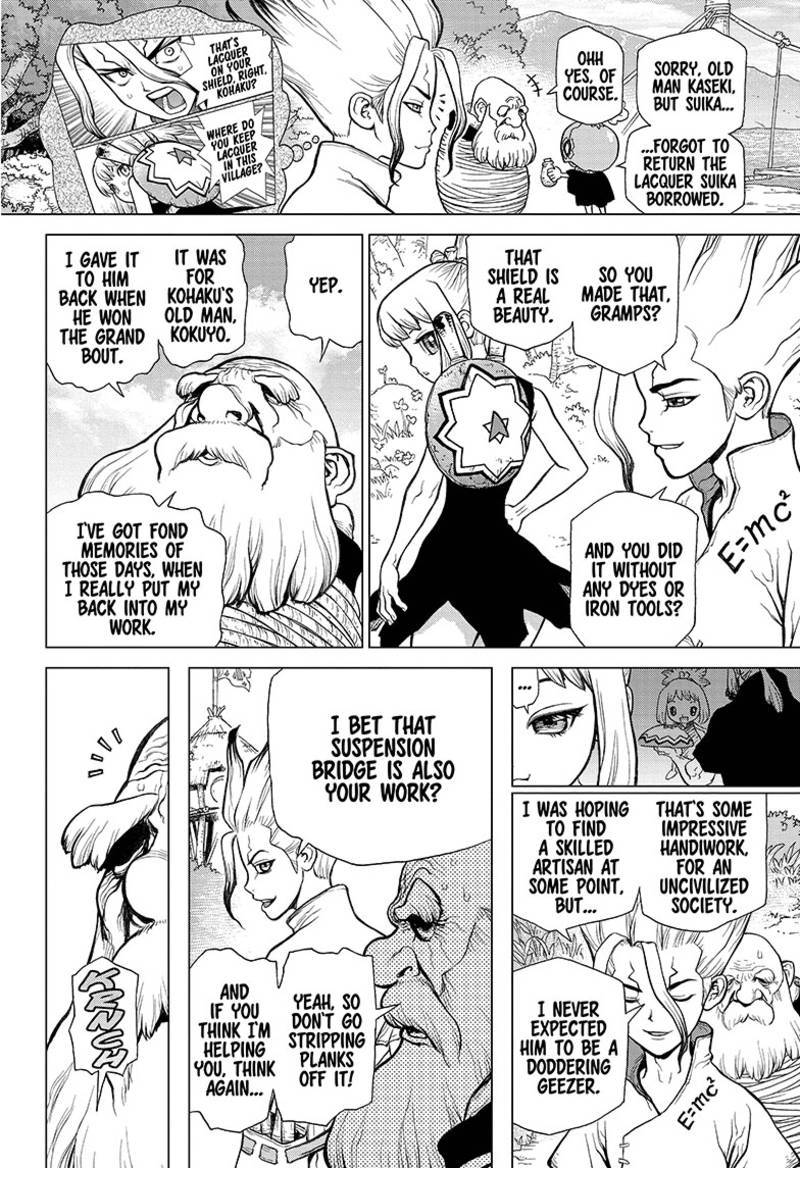 SORRY, OLD
MAN KASEKI,
BUT SUIKA...
...FORGOT TO
RETURN THE
LACQUER SUIKA
BORROWED.
OHH
YES, OF
COURSE.
THAT'S
LACQUER
ON YOUR
SHIELD, RIGHT,
KOHAKU?
WHERE DO
YOU KEEP
LACQUER
IN THIS
VILLAGE?
SO YOU
MADE THAT,
GRAMPS?
THAT
SHIELD IS
A REAL
BEAUTY.
E=mc²
AND YOU DID
IT WITHOUT
ANY DYES OR
IRON TOOLS?
YEP.
IT WAS
FOR
KOHAKU'S
OLD MAN,
KOKUYO.
I GAVE IT
TO HIM
BACK WHEN
HE WON
THE GRAND
BOUT.
I'VE GOT FOND
MEMORIES OF
THOSE DAYS, WHEN
I REALLY PUT MY
BACK INTO MY
WORK.
...
THAT'S SOME
IMPRESSIVE
HANDIWORK,
FOR AN
UNCIVILIZED
SOCIETY.
I WAS HOPING
TO FIND
A SKILLED
ARTISAN AT
SOME POINT,
BUT...
I NEVER
EXPECTED
HIM TO BE A
DODDERING
GEEZER.
E=mc²
I BET THAT
SUSPENSION
BRIDGE IS ALSO
YOUR WORK?
YEAH, SO
DON'T GO
STRIPPING
PLANKS
OFF IT!
AND
IF YOU
THINK I'M
HELPING
YOU, THINK
AGAIN...
KRNCH